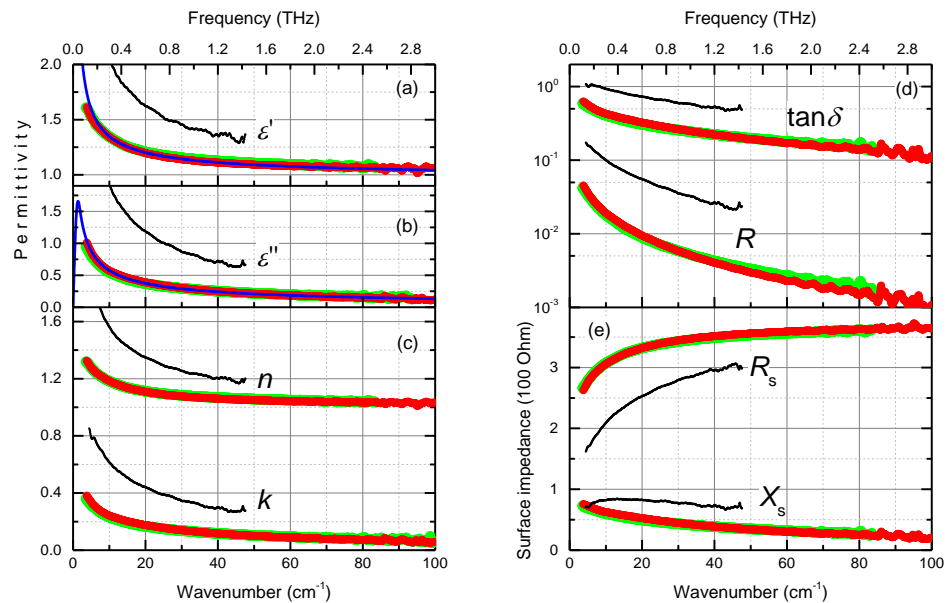 Frequency (THz)
0.0 0.4 0.8 1.2 1.6 2.0 2.4 2.8
2.0
(a)
1.5
ε'
1.0
Permittivity
1.5
(b)
1.0
0.5
ε''
0.0
1.6
(c)
1.2
n
0.8
0.4
k
0.0
0 20 40 60 80 100
Wavenumber (cm⁻¹)
Frequency (THz)
0.0 0.4 0.8 1.2 1.6 2.0 2.4 2.8
10⁰
(d)
tanδ
10⁻¹
R
10⁻²
10⁻³
(e)
3
Rₛ
2
1
Xₛ
0
Surface impedance (100 Ohm)
0 20 40 60 80 100
Wavenumber (cm⁻¹)